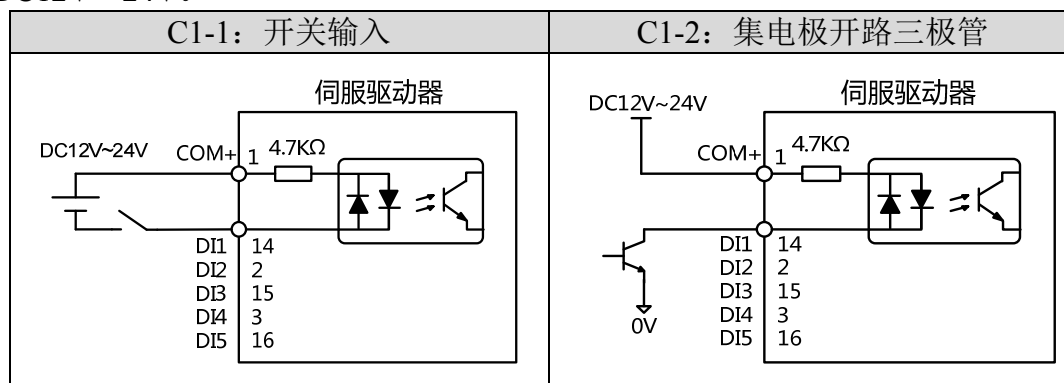 C1-1：开关输入
C1-2：集电极开路三极管
伺服驱动器
DC12V~24V
COM+
1
4.7KΩ
DI1 14
DI2 2
DI3 15
DI4 3
DI5 16
伺服驱动器
DC12V~24V
COM+
1
4.7KΩ
DI1 14
DI2 2
DI3 15
DI4 3
DI5 16
0V